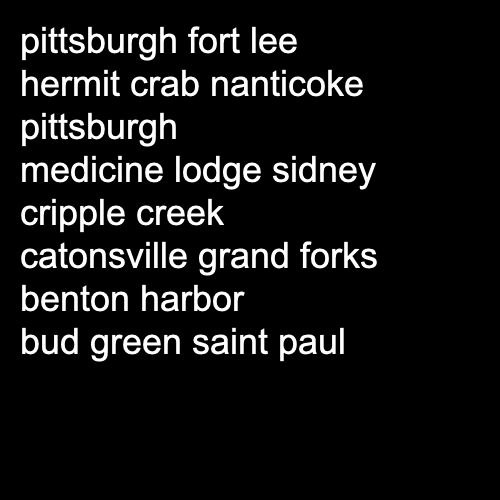 pittsburgh fort lee
hermit crab nanticoke
pittsburgh
medicine lodge sidney
cripple creek
catonsville grand forks
benton harbor
bud green saint paul